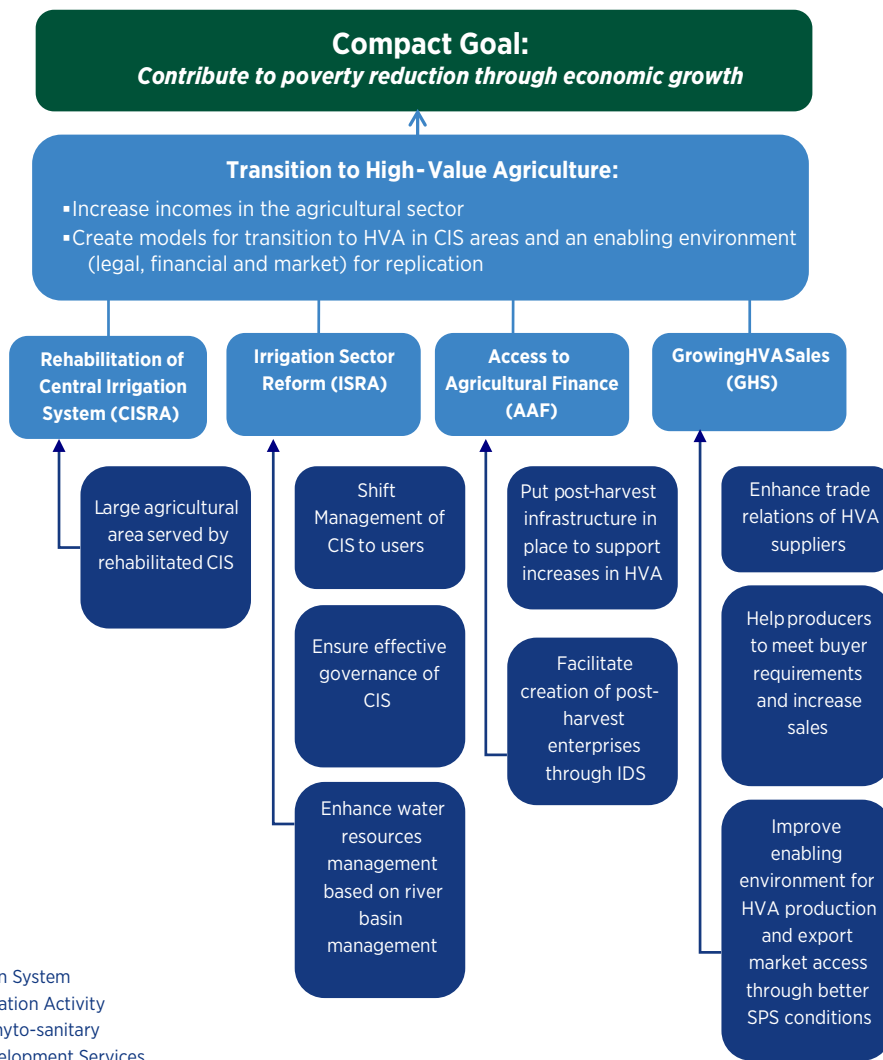 Compact Goal:
Contribute to poverty reduction through economic growth
Transition to High-Value Agriculture:
▪Increase incomes in the agricultural sector
▪Create models for transition to HVA in CIS areas and an enabling environment
(legal, financial and market) for replication
Rehabilitation of
Central Irrigation
System (CISRA)
Irrigation Sector
Reform (ISRA)
Access to
Agricultural Finance
(AAF)
GrowingHVASales
(GHS)
Large agricultural
area served by
rehabilitated CIS
Shift
Management of
CIS to users
Ensure effective
governance of
CIS
Enhance water
resources
management
based on river
basin
management
Put post-harvest
infrastructure in
place to support
increases in HVA
Facilitate
creation of post-
harvest
enterprises
through IDS
Enhance trade
relations of HVA
suppliers
Help producers
to meet buyer
requirements
and increase
sales
Improve
enabling
environment for
HVA production
and export
market access
through better
SPS conditions
System
Activity